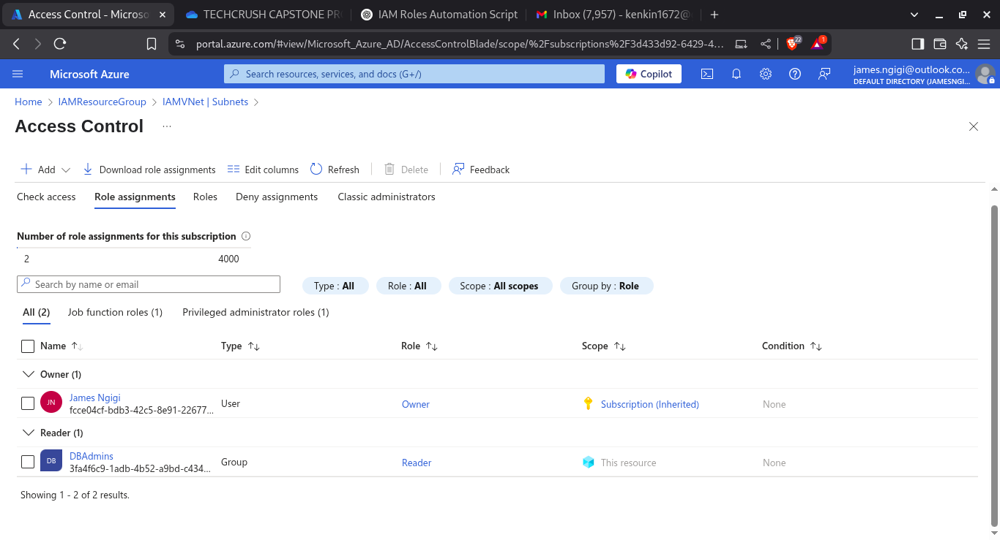 Access Control - Microso
TECHCRUSH CAPSTONE PR
IAM Roles Automation Script
Inbox (7,957) - kenkin1672@
portal.azure.com/#view/Microsoft_Azure_AD/AccessControlBlade/scope/%2Fsubscriptions%2F3d433d92-6429-4...
22
1
Microsoft Azure
Search resources, services, and docs (G+/)
Copilot
james.ngigi@outlook.co...
DEFAULT DIRECTORY (JAMESNGI...
Home > IAMResourceGroup > IAMVNet | Subnets >
Access Control ...
Add
Download role assignments
Edit columns
Refresh
Delete
Feedback
Check access
Role assignments
Roles
Deny assignments
Classic administrators
Number of role assignments for this subscription
2 4000
Search by name or email
Type : All
Role : All
Scope : All scopes
Group by : Role
All (2)
Job function roles (1)
Privileged administrator roles (1)
Name Type Role Scope Condition
Owner (1)
JN
James Ngigi
fcce04cf-bdb3-42c5-8e91-22677...
User
Owner
Subscription (Inherited)
None
Reader (1)
DB
DBAdmins
3fa4f6c9-1adb-4b52-a9bd-c434...
Group
Reader
This resource
None
Showing 1 - 2 of 2 results.